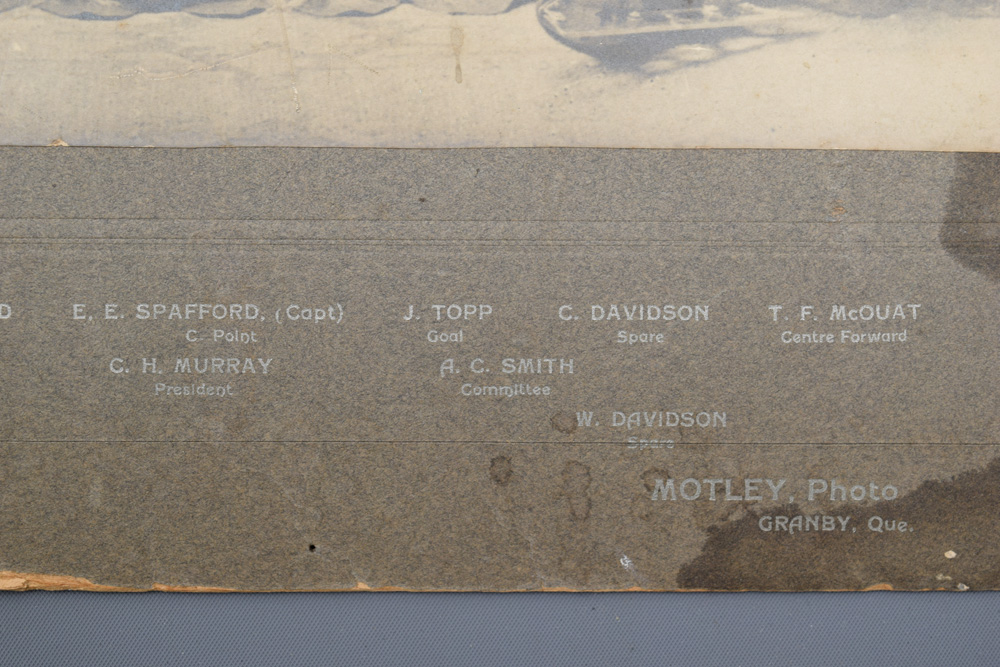 D E. E. SPAFFORD, (Capt) J. TOPP C. DAVIDSON T. F. McOUAT
C. Point Goal Spare Centre Forward
C. H. MURRAY A. C. SMITH
President Committee
W. DAVIDSON
Spare
MOTLEY, Photo
GRANBY, Que.